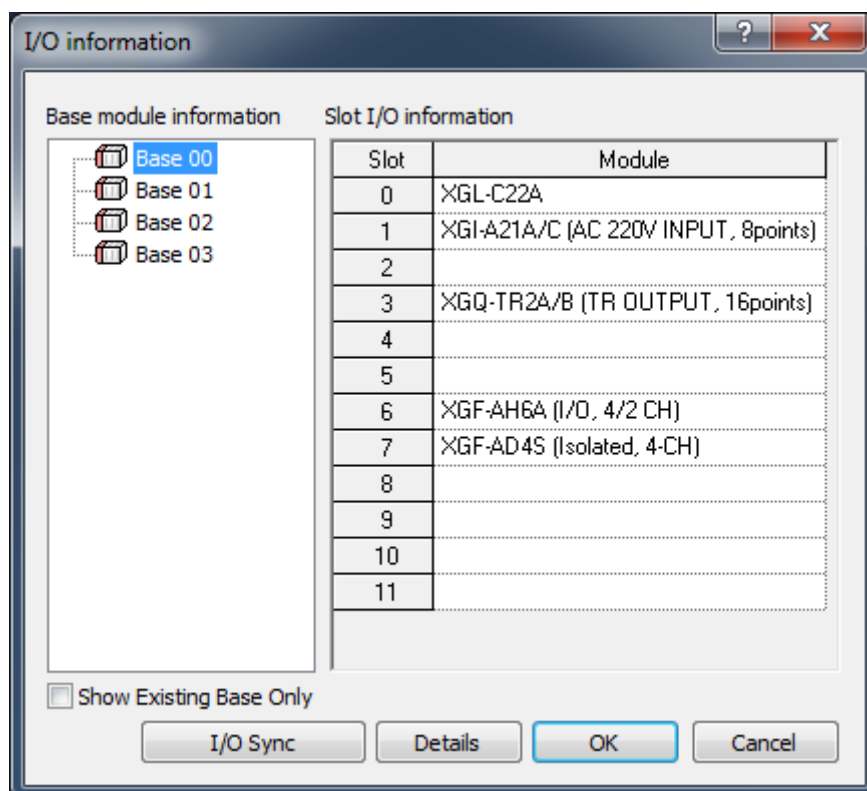 I/O information
Base module information
Base 00
Base 01
Base 02
Base 03
Slot I/O information
Slot Module
0 XGL-C22A
1 XGI-A21A/C (AC 220V INPUT, 8points)
2
3 XGQ-TR2A/B (TR OUTPUT, 16points)
4
5
6 XGF-AH6A (I/O, 4/2 CH)
7 XGF-AD4S (Isolated, 4-CH)
8
9
10
11
Show Existing Base Only
I/O Sync Details OK Cancel